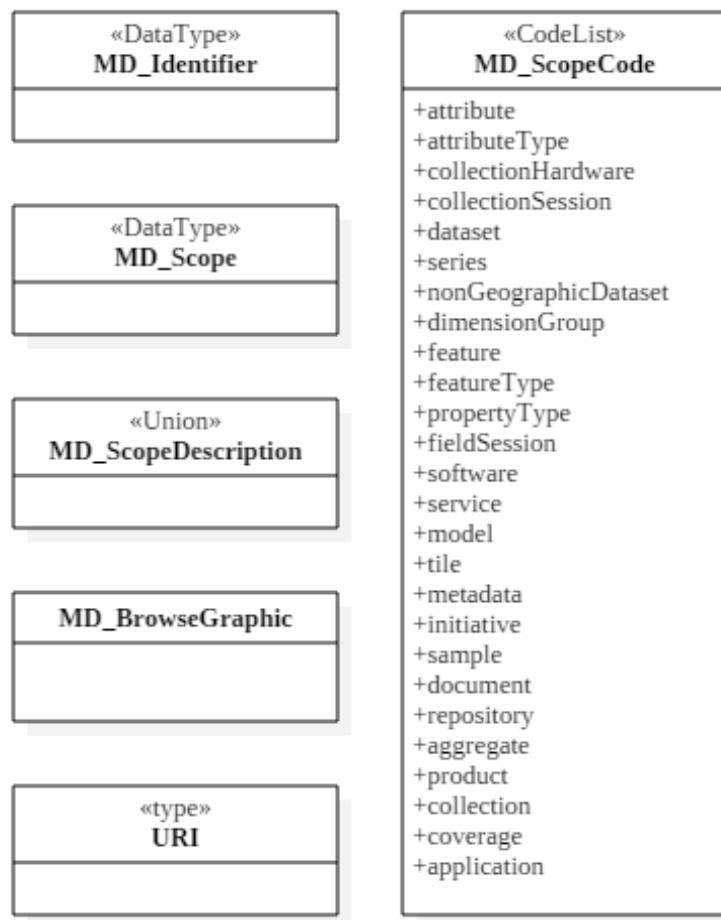 «DataType»
MD_Identifier
«DataType»
MD_Scope
«Union»
MD_ScopeDescription
MD_BrowseGraphic
«type»
URI
«CodeList»
MD_ScopeCode
+attribute
+attributeType
+collectionHardware
+collectionSession
+dataset
+series
+nonGeographicDataset
+dimensionGroup
+feature
+featureType
+propertyType
+fieldSession
+software
+service
+model
+tile
+metadata
+initiative
+sample
+document
+repository
+aggregate
+product
+collection
+coverage
+application